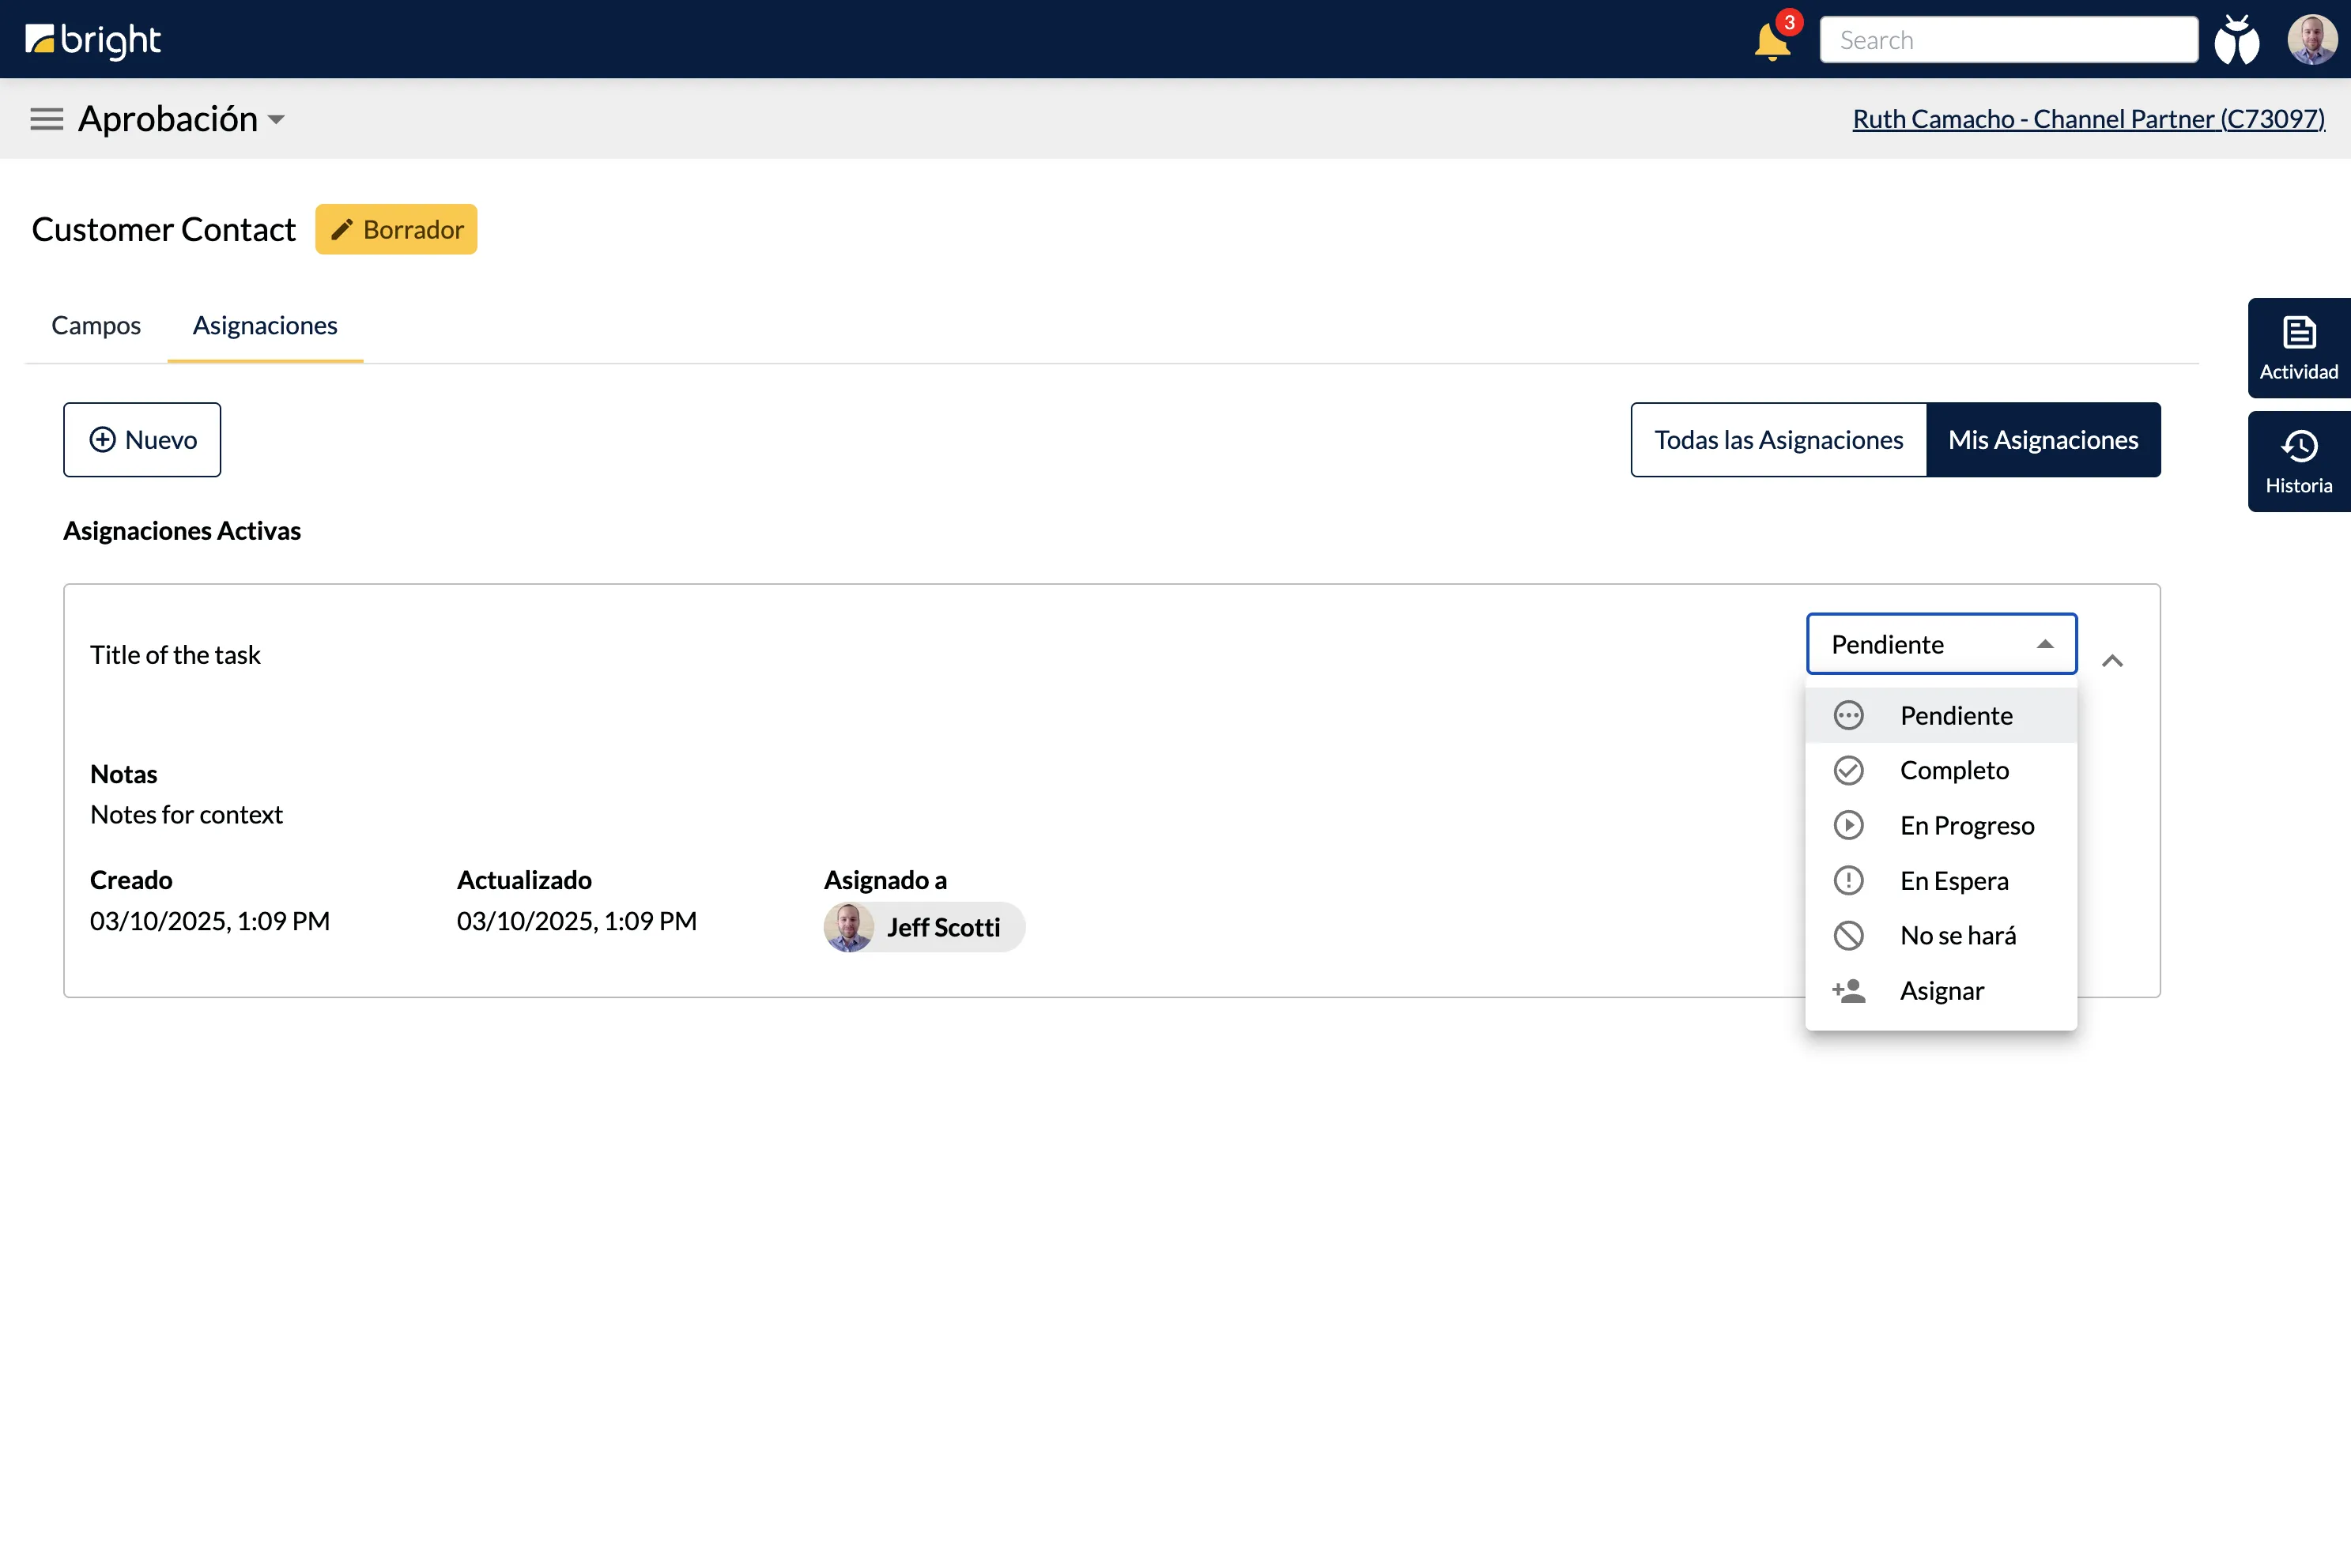 bright
3
Search
Aprobación
Ruth Camacho - Channel Partner (C73097)
Customer Contact
Borrador
Campos
Asignaciones
Actividad
Nuevo
Todas las Asignaciones
Mis Asignaciones
Historia
Asignaciones Activas
Title of the task
Pendiente
Pendiente
Completo
En Progreso
En Espera
No se hará
Asignar
Notas
Notes for context
Creado
Actualizado
Asignado a
03/10/2025, 1:09 PM
03/10/2025, 1:09 PM
Jeff Scotti